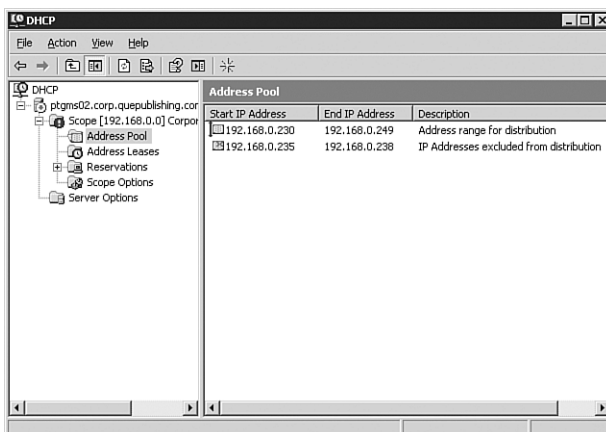 DHCP
File Action View Help
DHCP
ptgms02.corp.quepublishing.cor
Scope [192.168.0.0] Corpor
Address Pool
Address Leases
Reservations
Scope Options
Server Options
Address Pool
Start IP Address End IP Address Description
192.168.0.230 192.168.0.249 Address range for distribution
192.168.0.235 192.168.0.238 IP Addresses excluded from distribution